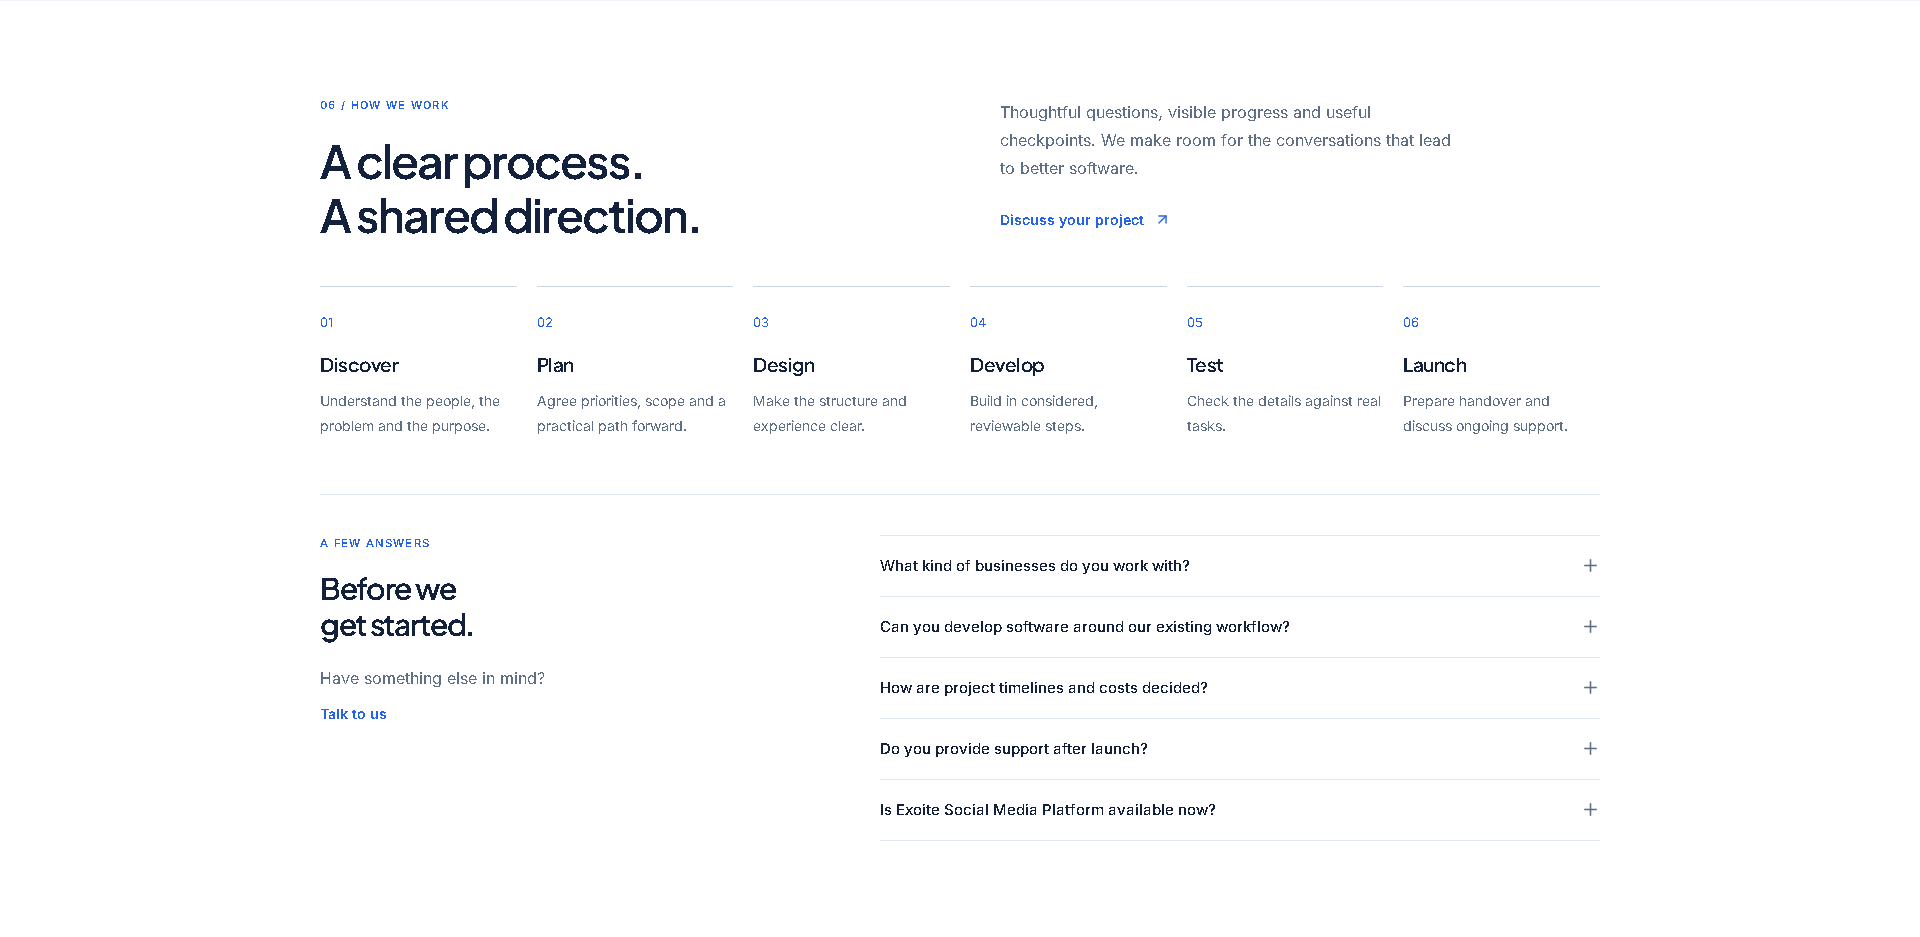 06 / HOW WE WORK
A clear process.
A shared direction.
Thoughtful questions, visible progress and useful
checkpoints. We make room for the conversations that lead
to better software.
Discuss your project
01
Discover
Understand the people, the
problem and the purpose.
02
Plan
Agree priorities, scope and a
practical path forward.
03
Design
Make the structure and
experience clear.
04
Develop
Build in considered,
reviewable steps.
05
Test
Check the details against real
tasks.
06
Launch
Prepare handover and
discuss ongoing support.
A FEW ANSWERS
Before we
get started.
Have something else in mind?
Talk to us
What kind of businesses do you work with?
Can you develop software around our existing workflow?
How are project timelines and costs decided?
Do you provide support after launch?
Is Exoite Social Media Platform available now?